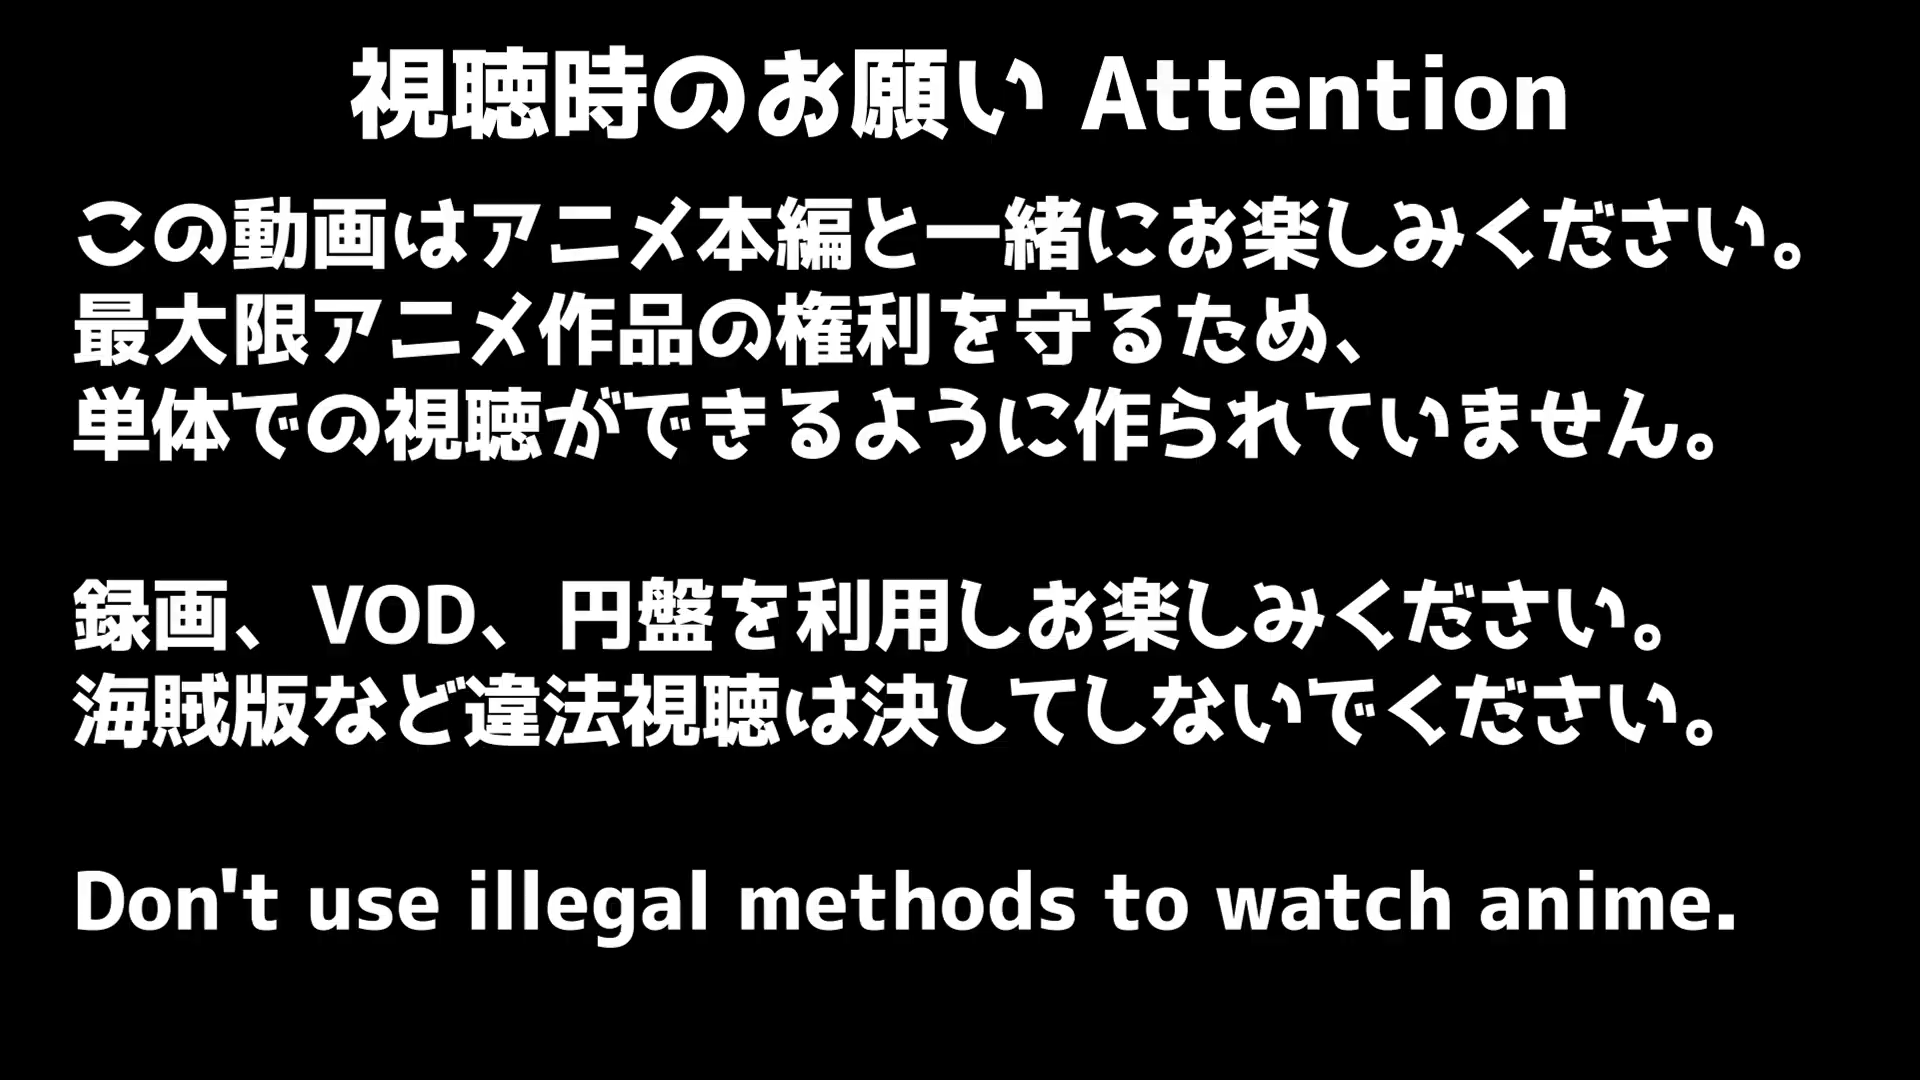 視聴時のお願い Attention
この動画はアニメ本編と一緒にお楽しみください。
最大限アニメ作品の権利を守るため、
単体での視聴ができるように作られていません。
録画、VOD、円盤を利用しお楽しみください。
海賊版など違法視聴は決してしないでください。
Don't use illegal methods to watch anime.